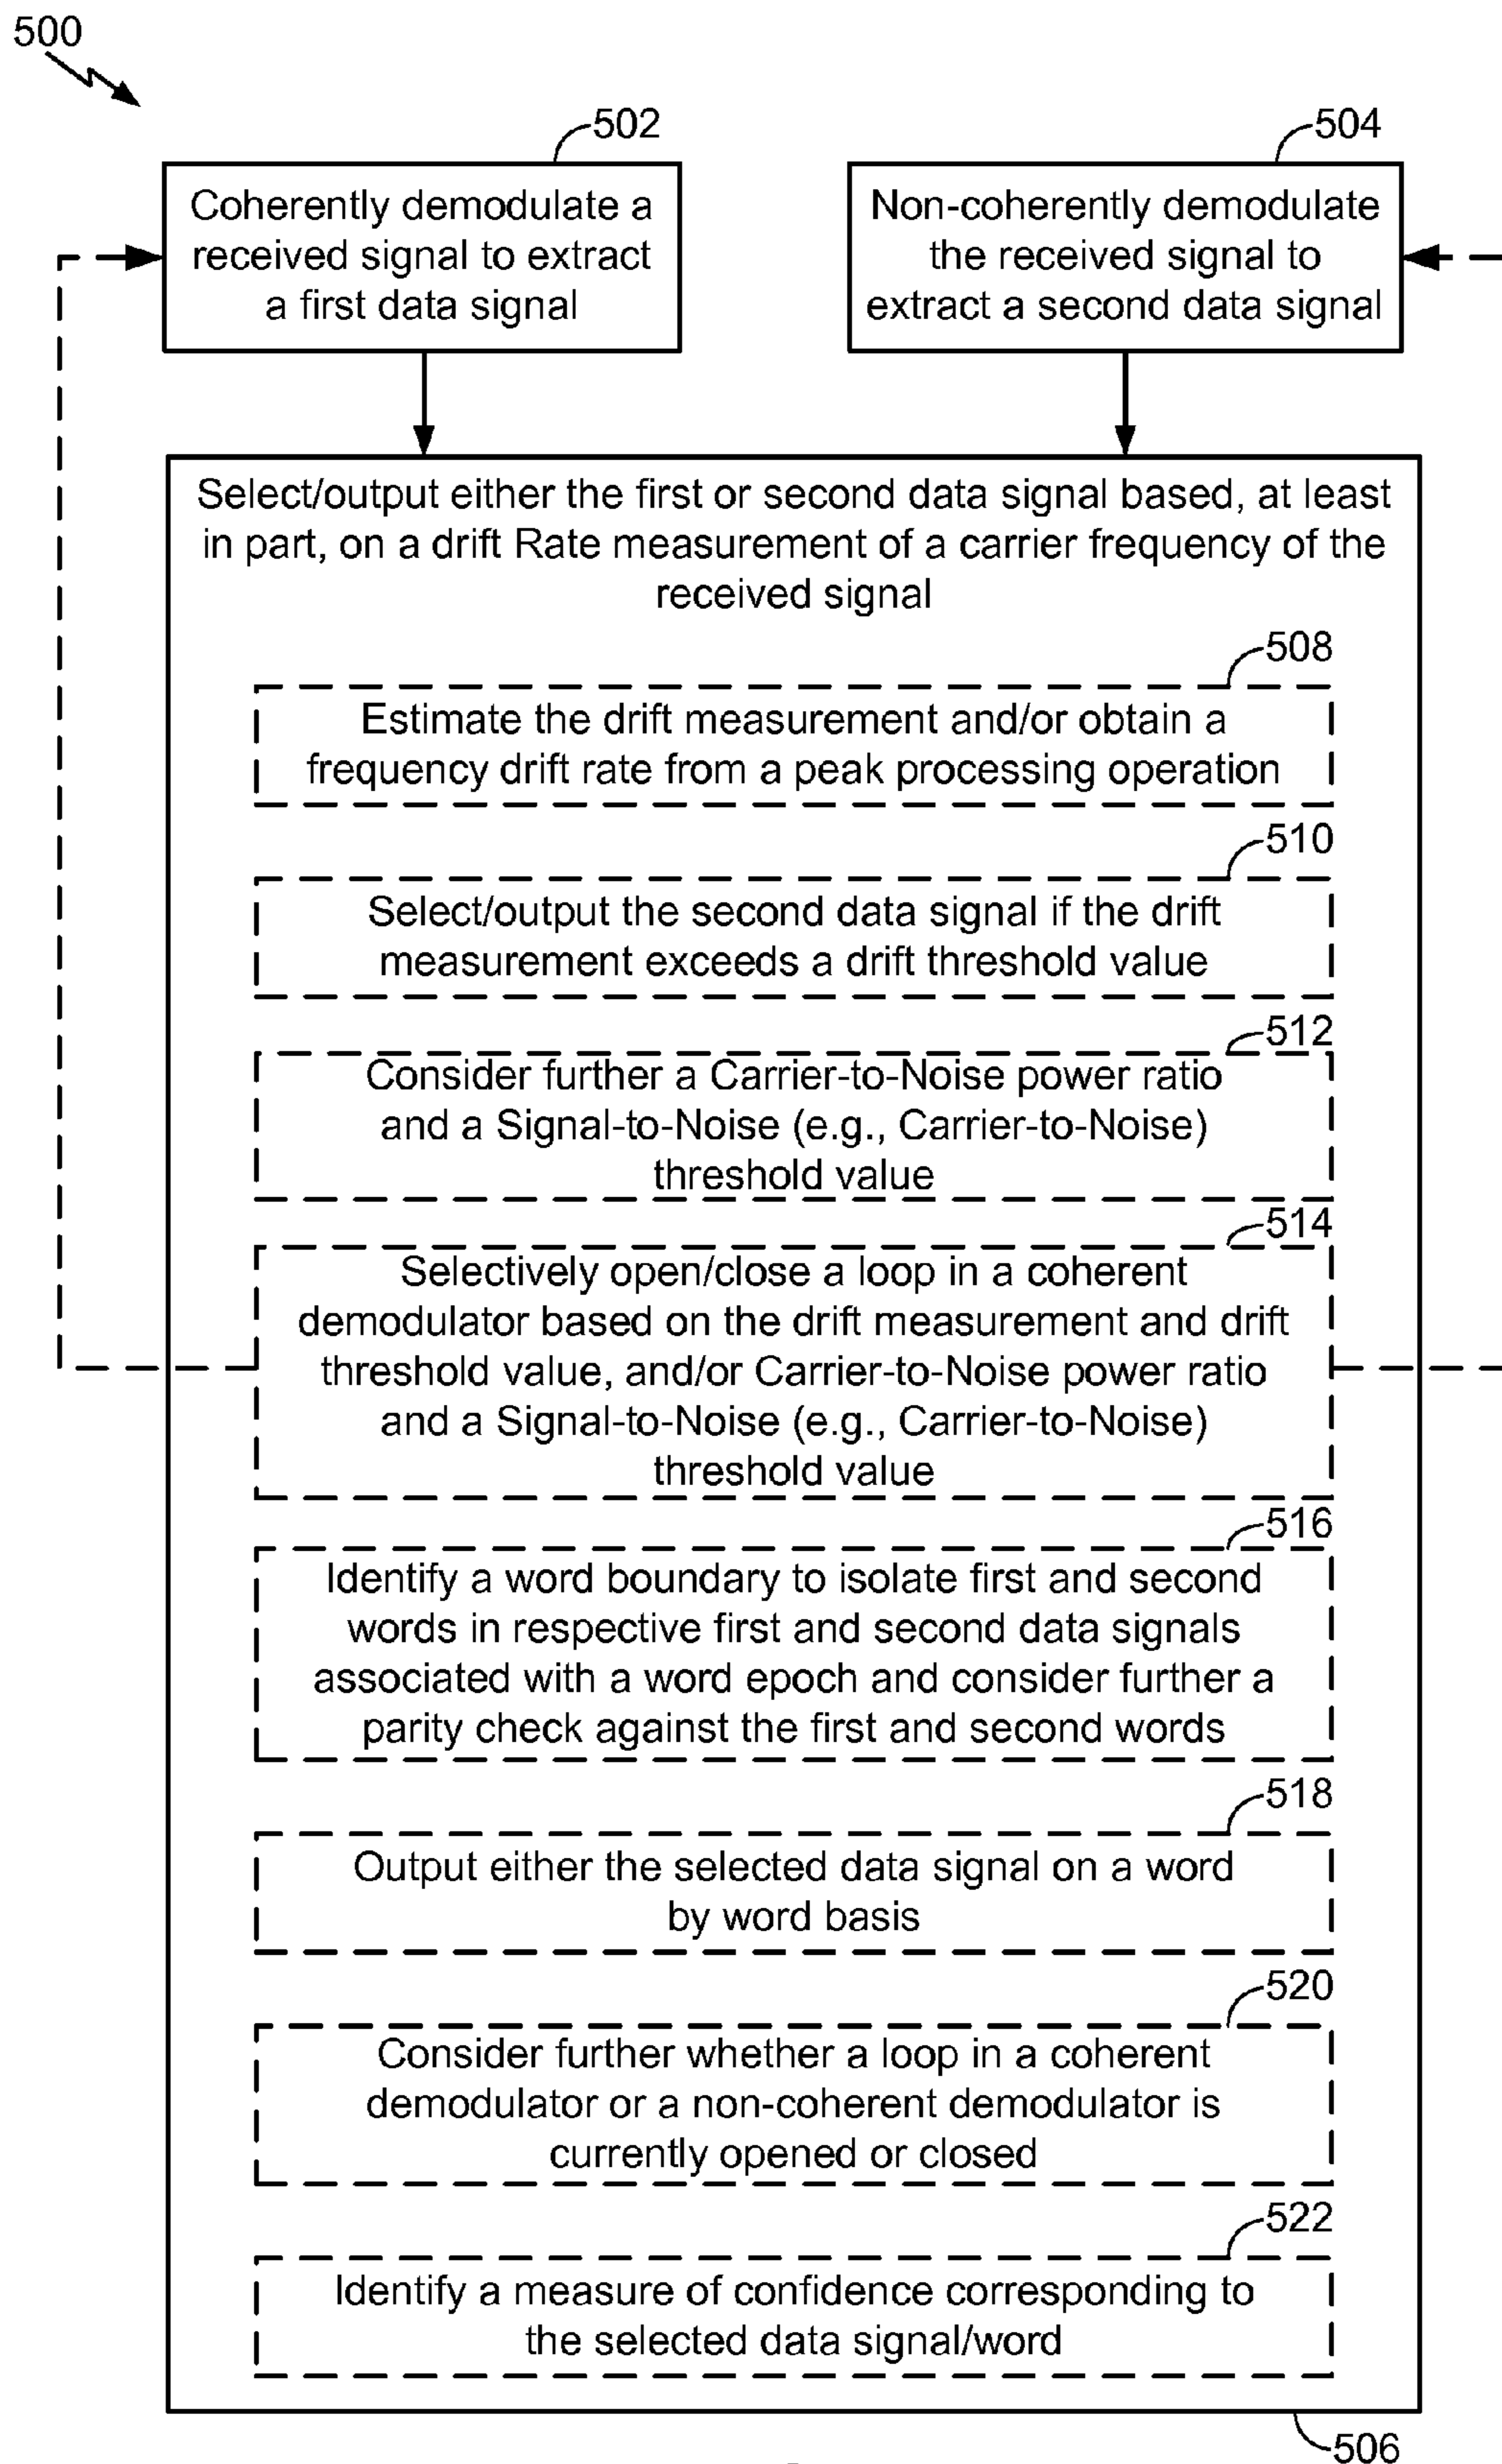 500
502
504
Coherently demodulate a
received signal to extract
a first data signal
Non-coherently demodulate
the received signal to
extract a second data signal
Select/output either the first or second data signal based, at least
in part, on a drift Rate measurement of a carrier frequency of the
received signal
508
Estimate the drift measurement and/or obtain a
frequency drift rate from a peak processing operation
510
Select/output the second data signal if the drift
measurement exceeds a drift threshold value
512
Consider further a Carrier-to-Noise power ratio
and a Signal-to-Noise (e.g., Carrier-to-Noise)
threshold value
514
Selectively open/close a loop in a coherent
demodulator based on the drift measurement and drift
threshold value, and/or Carrier-to-Noise power ratio
and a Signal-to-Noise (e.g., Carrier-to-Noise)
threshold value
516
Identify a word boundary to isolate first and second
words in respective first and second data signals
associated with a word epoch and consider further a
parity check against the first and second words
518
Output either the selected data signal on a word
by word basis
520
Consider further whether a loop in a coherent
demodulator or a non-coherent demodulator is
currently opened or closed
522
Identify a measure of confidence corresponding to
the selected data signal/word
506